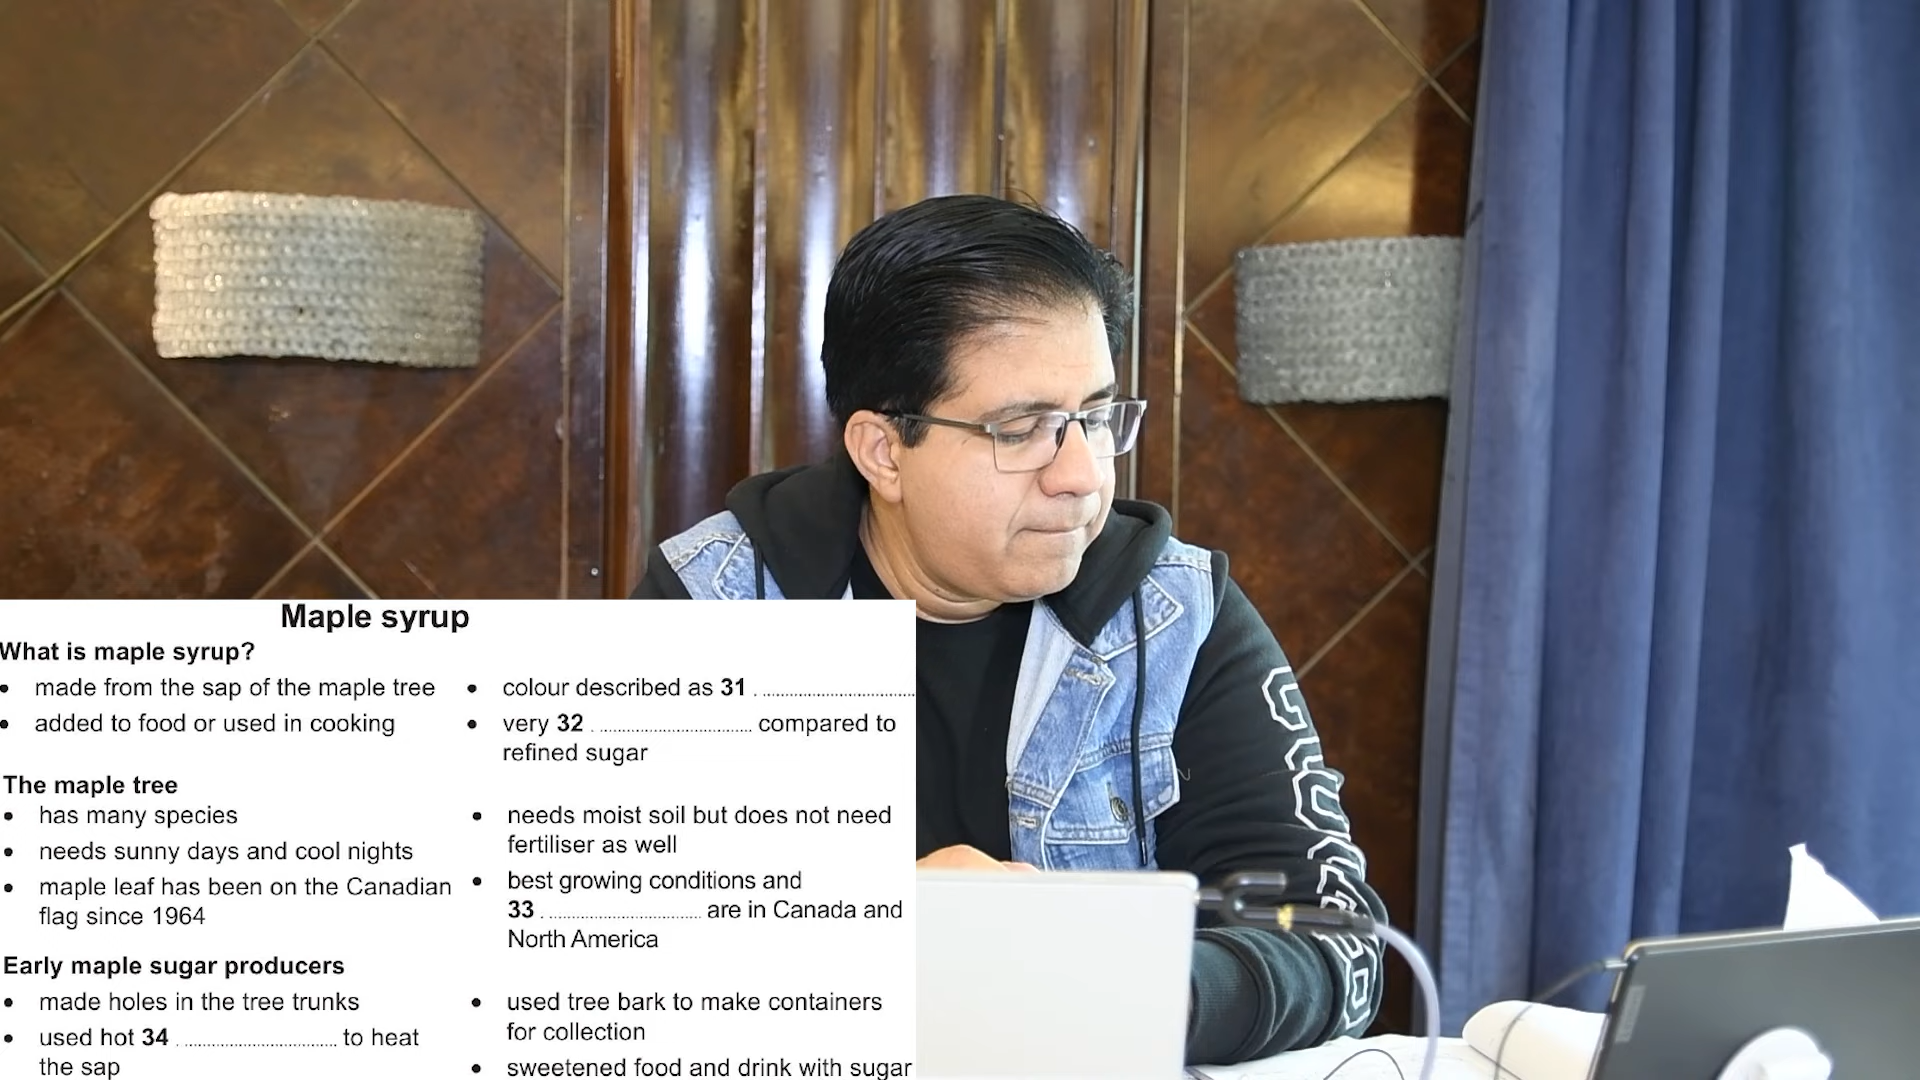 Maple syrup
What is maple syrup?
• made from the sap of the maple tree
• added to food or used in cooking
• colour described as 31 . ................................
• very 32 . ................................ compared to
refined sugar
The maple tree
• has many species
• needs sunny days and cool nights
• maple leaf has been on the Canadian
flag since 1964
• needs moist soil but does not need
fertiliser as well
• best growing conditions and
33 . ................................ are in Canada and
North America
Early maple sugar producers
• made holes in the tree trunks
• used hot 34 . ................................ to heat
the sap
• used tree bark to make containers
for collection
• sweetened food and drink with sugar